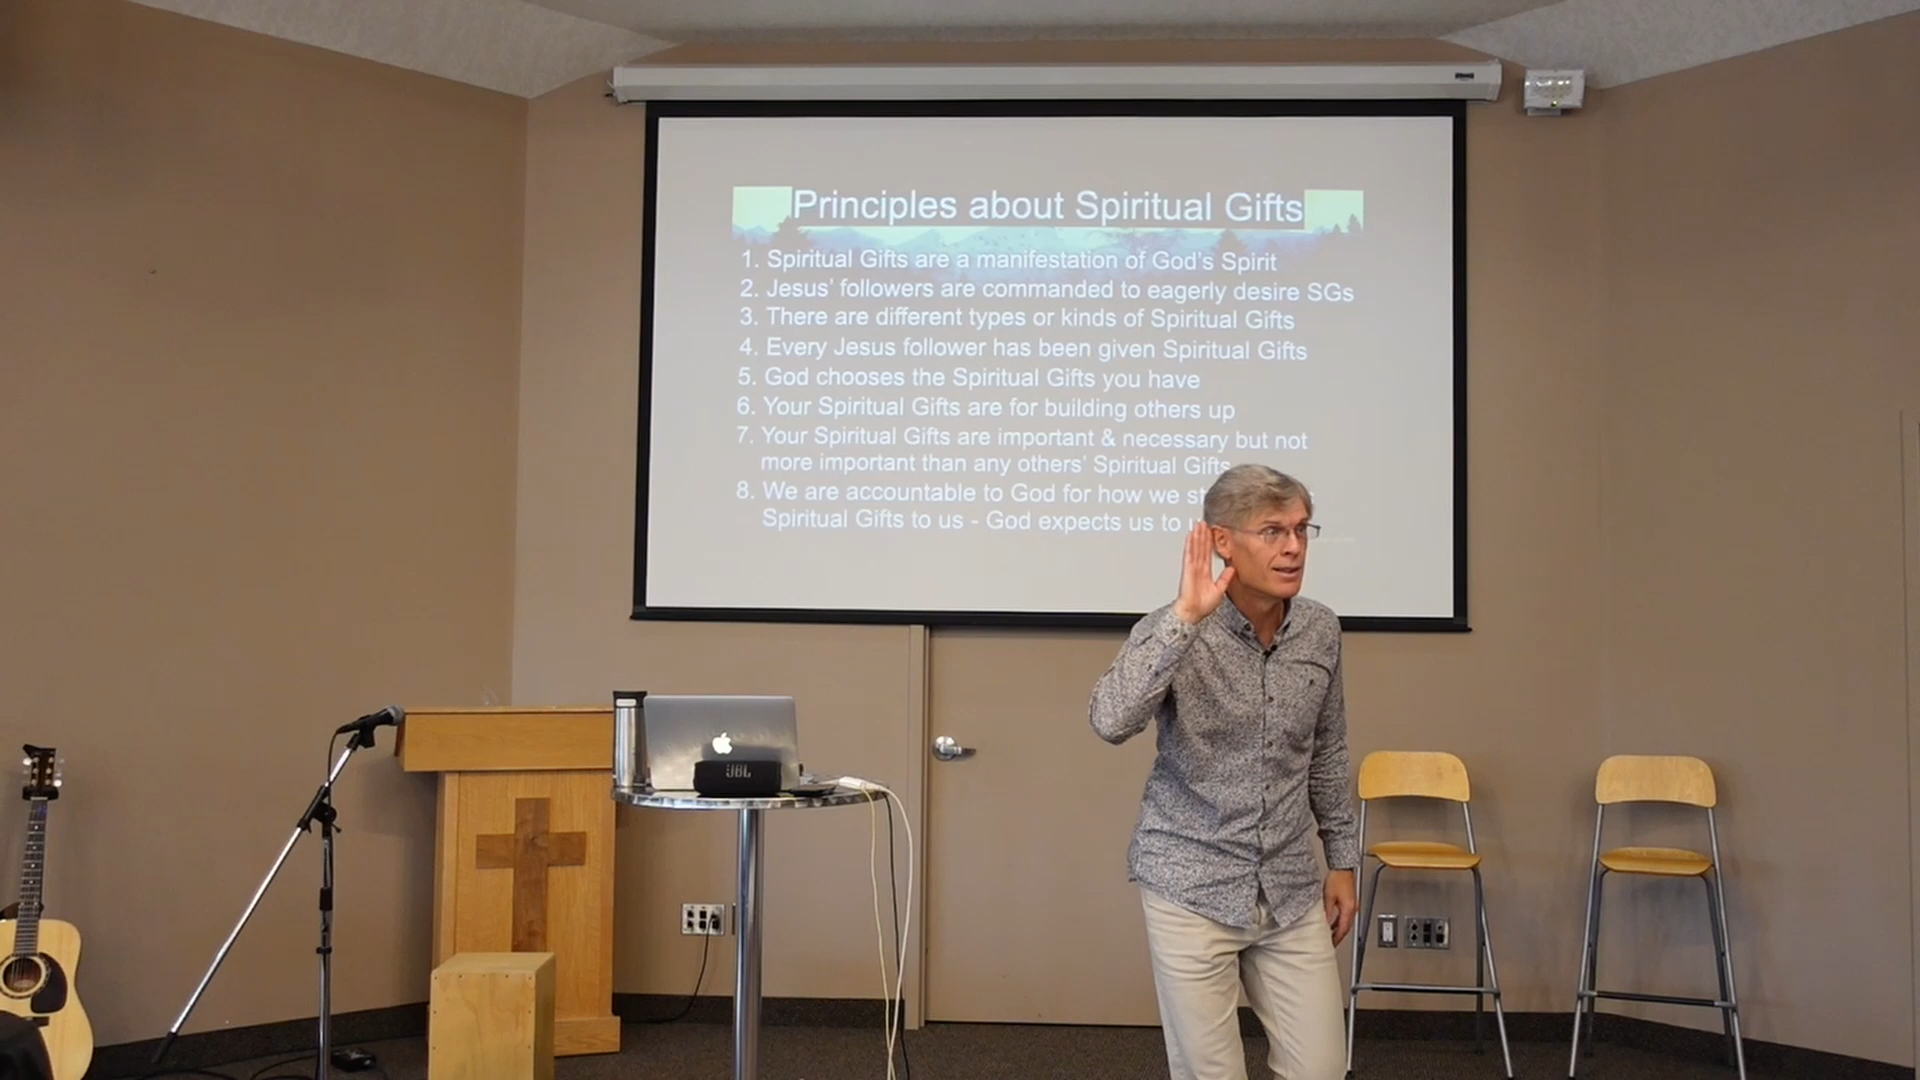 Principles about Spiritual Gifts
1. Spiritual Gifts are a manifestation of God's Spirit
2. Jesus' followers are commanded to eagerly desire SGs
3. There are different types or kinds of Spiritual Gifts
4. Every Jesus follower has been given Spiritual Gifts
5. God chooses the Spiritual Gifts you have
6. Your Spiritual Gifts are for building others up
7. Your Spiritual Gifts are important & necessary but not
more important than any others' Spiritual Gifts
8. We are accountable to God for how we
Spiritual Gifts to us - God expects us to
JBL